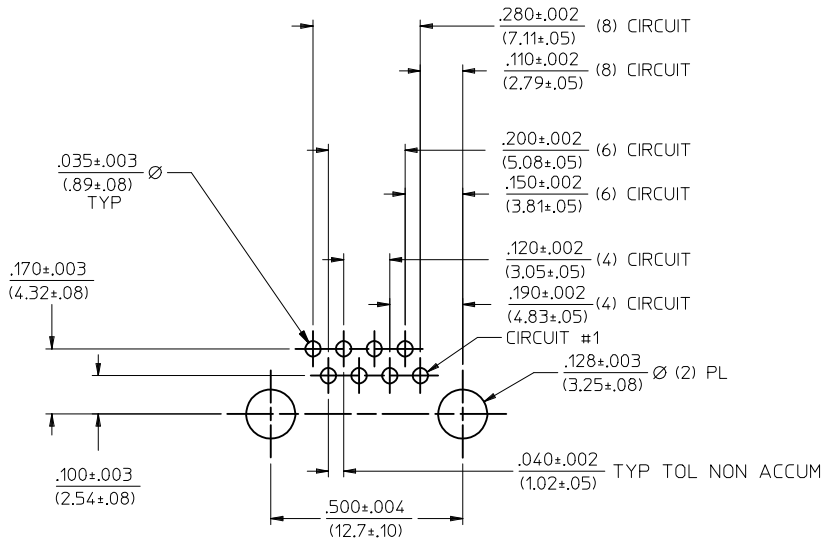 .280±.002
(7.11±.05)
(8) CIRCUIT
.110±.002
(2.79±.05)
(8) CIRCUIT
.200±.002
(5.08±.05)
(6) CIRCUIT
.035±.003
(.89±.08)
Ø
TYP
.150±.002
(3.81±.05)
(6) CIRCUIT
.120±.002
(3.05±.05)
(4) CIRCUIT
.170±.003
(4.32±.08)
.190±.002
(4.83±.05)
(4) CIRCUIT
CIRCUIT #1
.128±.003
(3.25±.08)
Ø (2) PL
.040±.002
(1.02±.05)
TYP TOL NON ACCUM
.100±.003
(2.54±.08)
.500±.004
(12.7±.10)